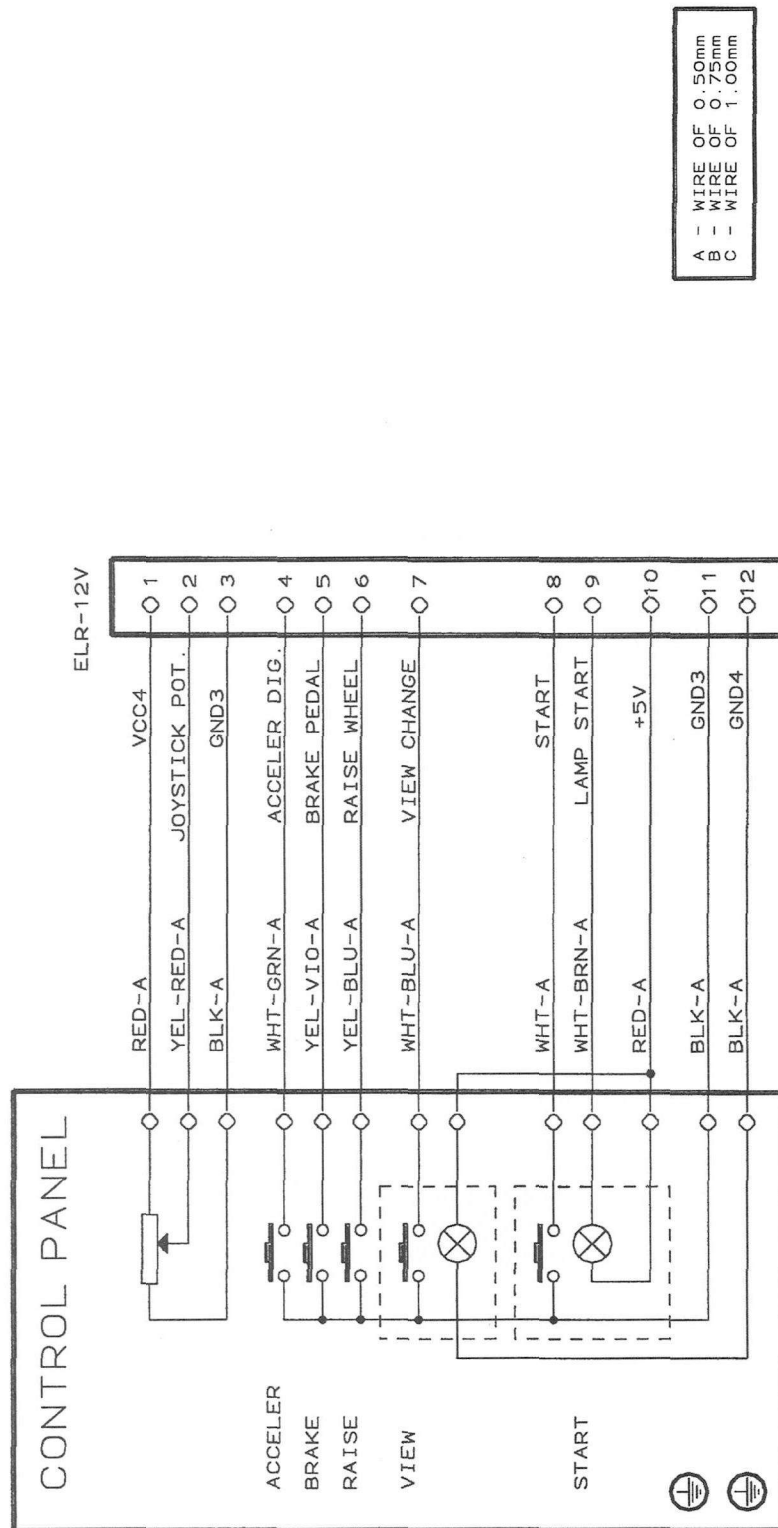 CONTROL PANEL
ELR-12V
RED-A VCC4 1
YEL-RED-A JOYSTICK POT. 2
BLK-A GND3 3
ACCELER WHT-GRN-A ACCELER DIG. 4
BRAKE YEL-VIO-A BRAKE PEDAL 5
RAISE YEL-BLU-A RAISE WHEEL 6
VIEW WHT-BLU-A VIEW CHANGE 7
WHT-A START 8
START WHT-BRN-A LAMP START 9
RED-A +5V 10
BLK-A GND3 11
BLK-A GND4 12
A - WIRE OF 0.50mm
B - WIRE OF 0.75mm
C - WIRE OF 1.00mm